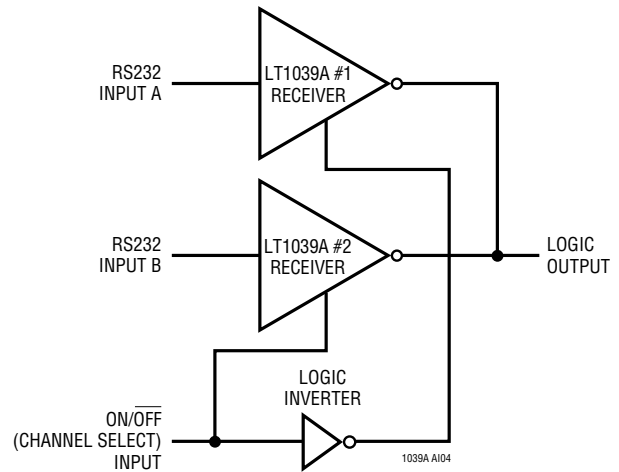 RS232
INPUT A
LT1039A #1
RECEIVER
RS232
INPUT B
LT1039A #2
RECEIVER
LOGIC
OUTPUT
LOGIC
INVERTER
ON/OFF
(CHANNEL SELECT)
INPUT
1039A AI04